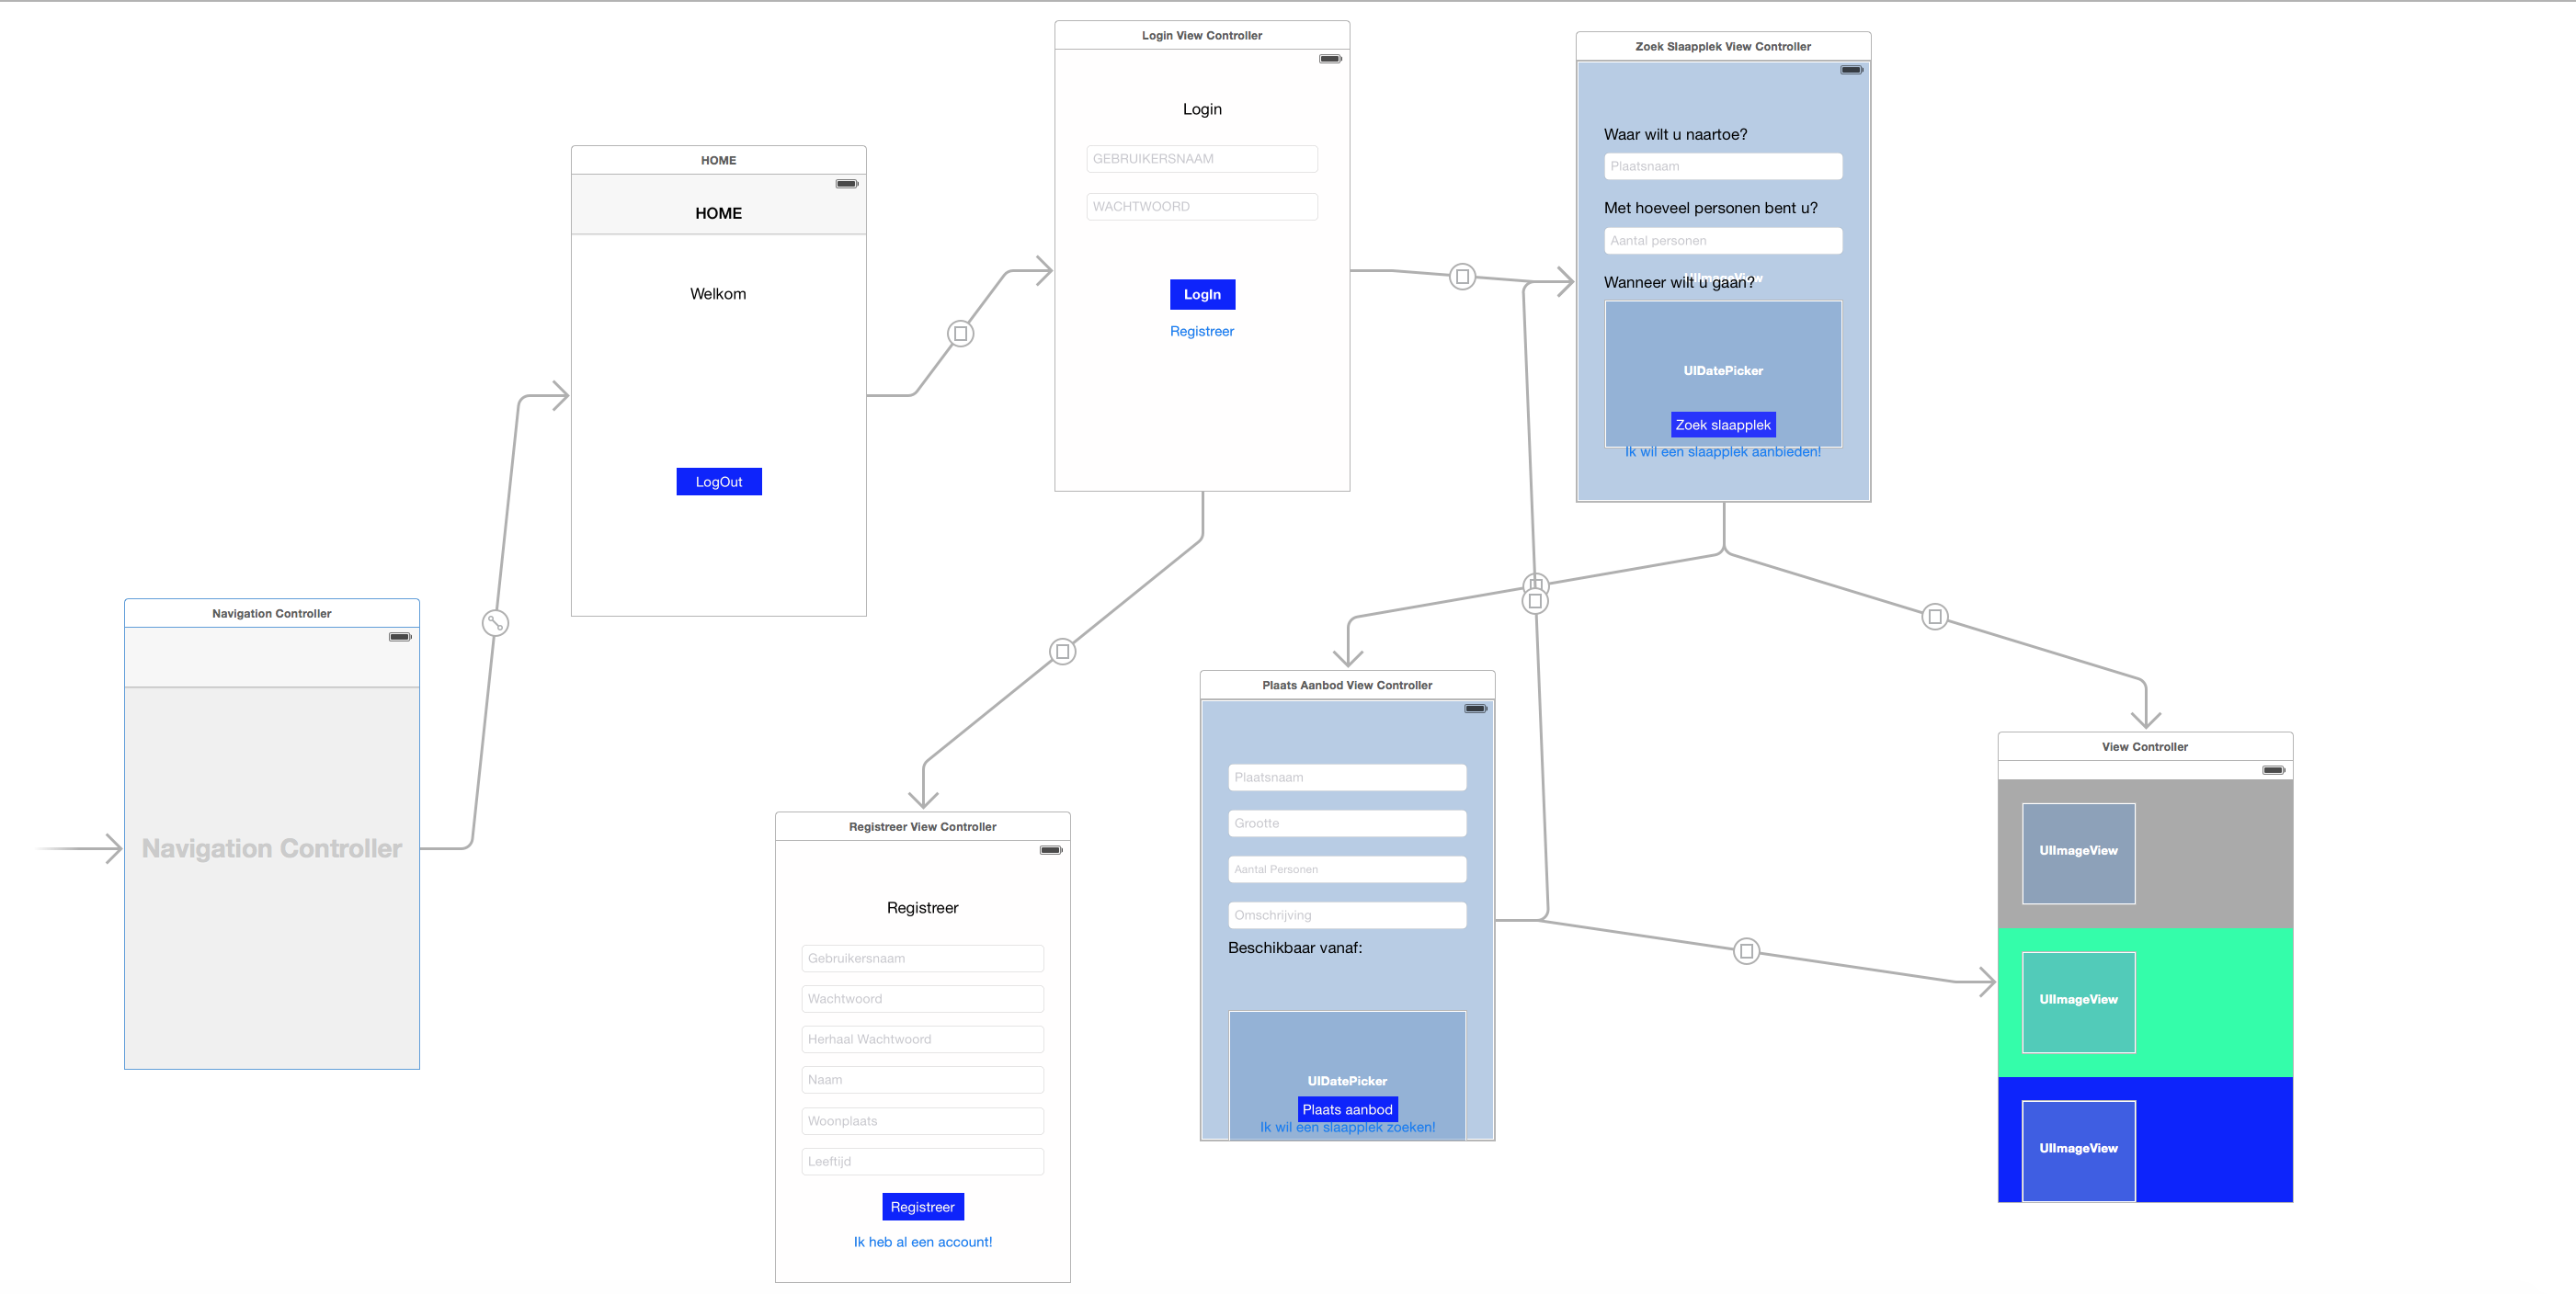 Navigation Controller
Navigation Controller
HOME
HOME
Welkom
LogOut
Login View Controller
Login
GEBRUIKERSNAAM
WACHTWOORD
LogIn
Registreer
Zoek Slaapplek View Controller
Waar wilt u naartoe?
Plaatsnaam
Met hoeveel personen bent u?
Aantal personen
UIImageView
Wanneer wilt u gaan?
UIDatePicker
Zoek slaapplek
Ik wil een slaapplek aanbieden!
Registreer View Controller
Registreer
Gebruikersnaam
Wachtwoord
Herhaal Wachtwoord
Naam
Woonplaats
Leeftijd
Registreer
Ik heb al een account!
Plaats Aanbod View Controller
Plaatsnaam
Grootte
Aantal Personen
Omschrijving
Beschikbaar vanaf:
UIDatePicker
Plaats aanbod
Ik wil een slaapplek zoeken!
View Controller
UIImageView
UIImageView
UIImageView